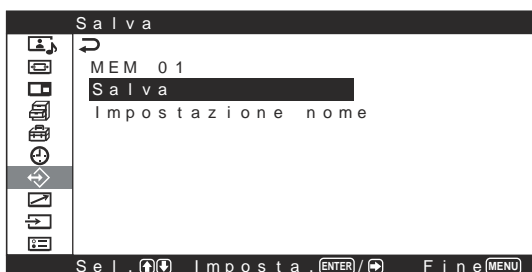 Salva
MEM 01
Salva
Impostazione nome
Sel. Imposta. ENTER / Fine MENU